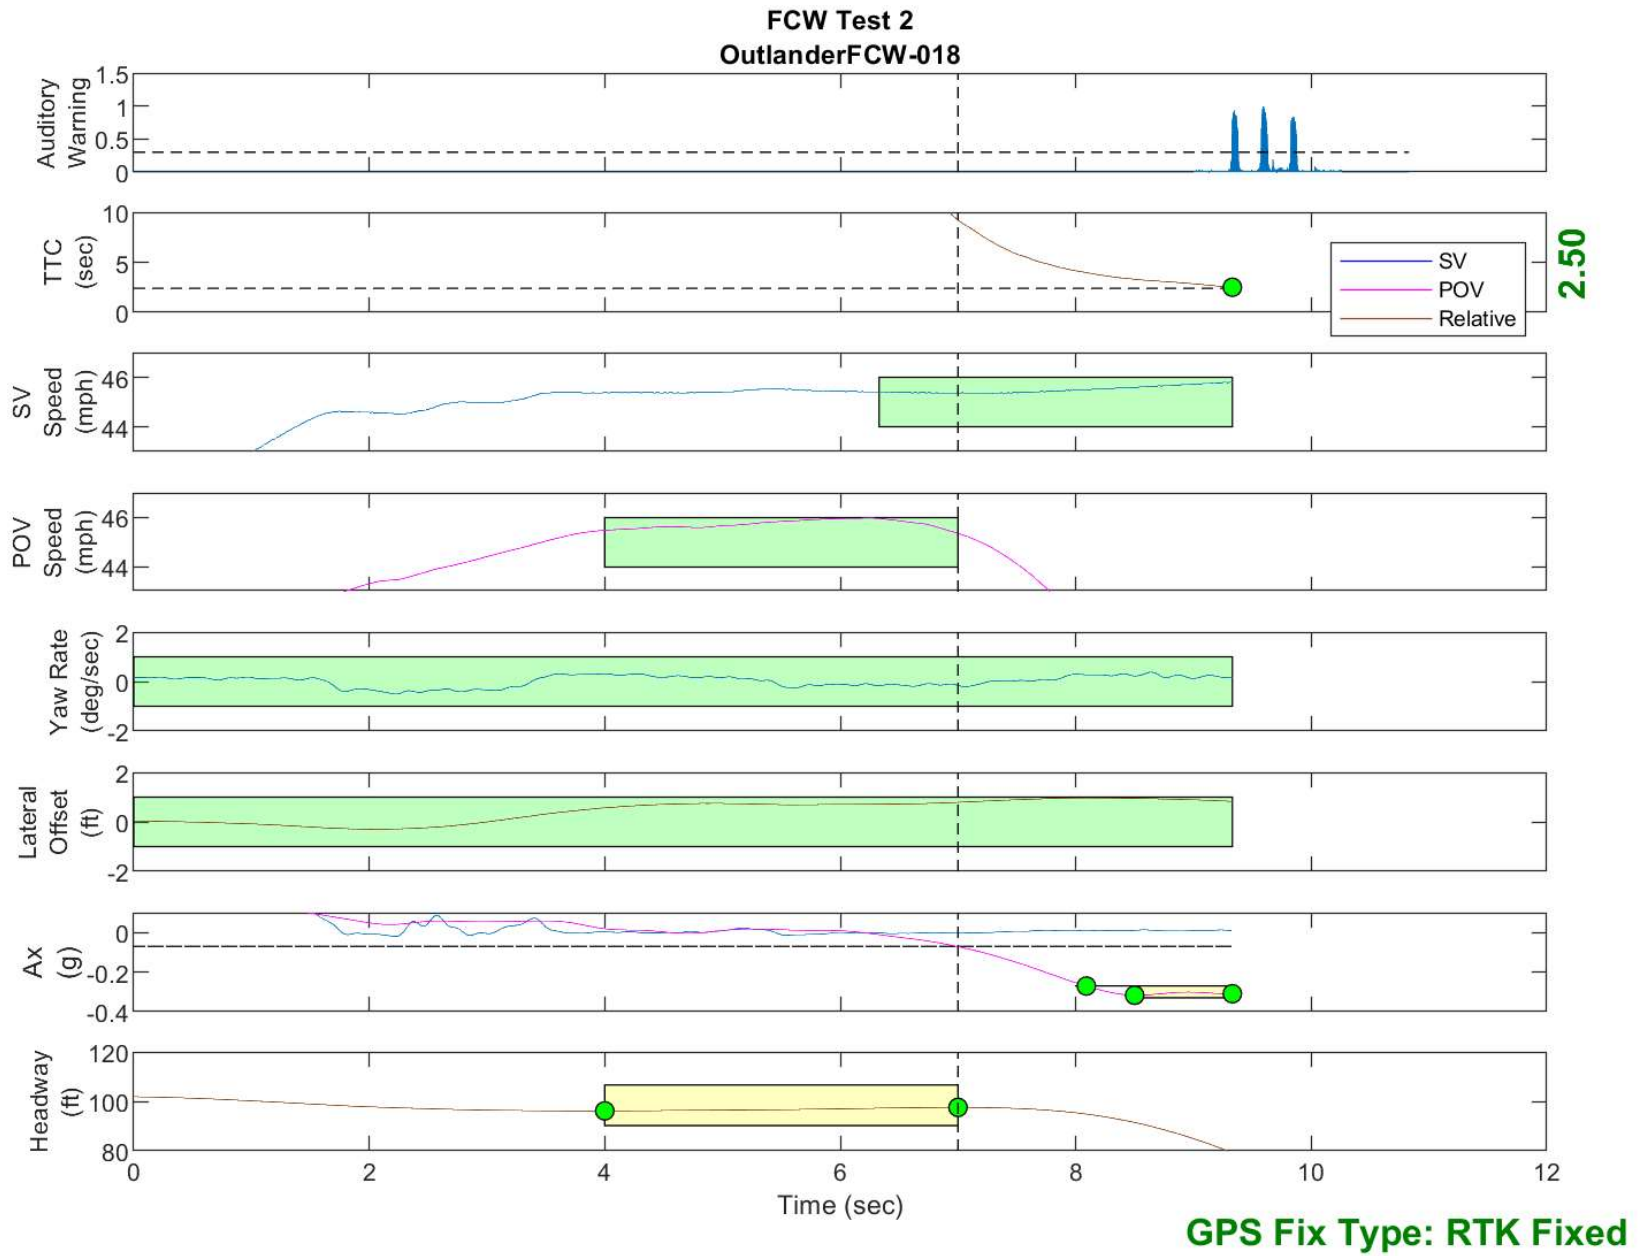 FCW Test 2
OutlanderFCW-018
Auditory
Warning
1.5
1
0.5
0
TTC
(sec)
10
5
0
2.50
SV
POV
Relative
SV
Speed
(mph)
46
44
POV
Speed
(mph)
46
44
Yaw Rate
(deg/sec)
2
0
-2
Lateral
Offset
(ft)
2
0
-2
Ax
(g)
0
-0.2
-0.4
Headway
(ft)
120
100
80
0 2 4 6 8 10 12
Time (sec)
GPS Fix Type: RTK Fixed